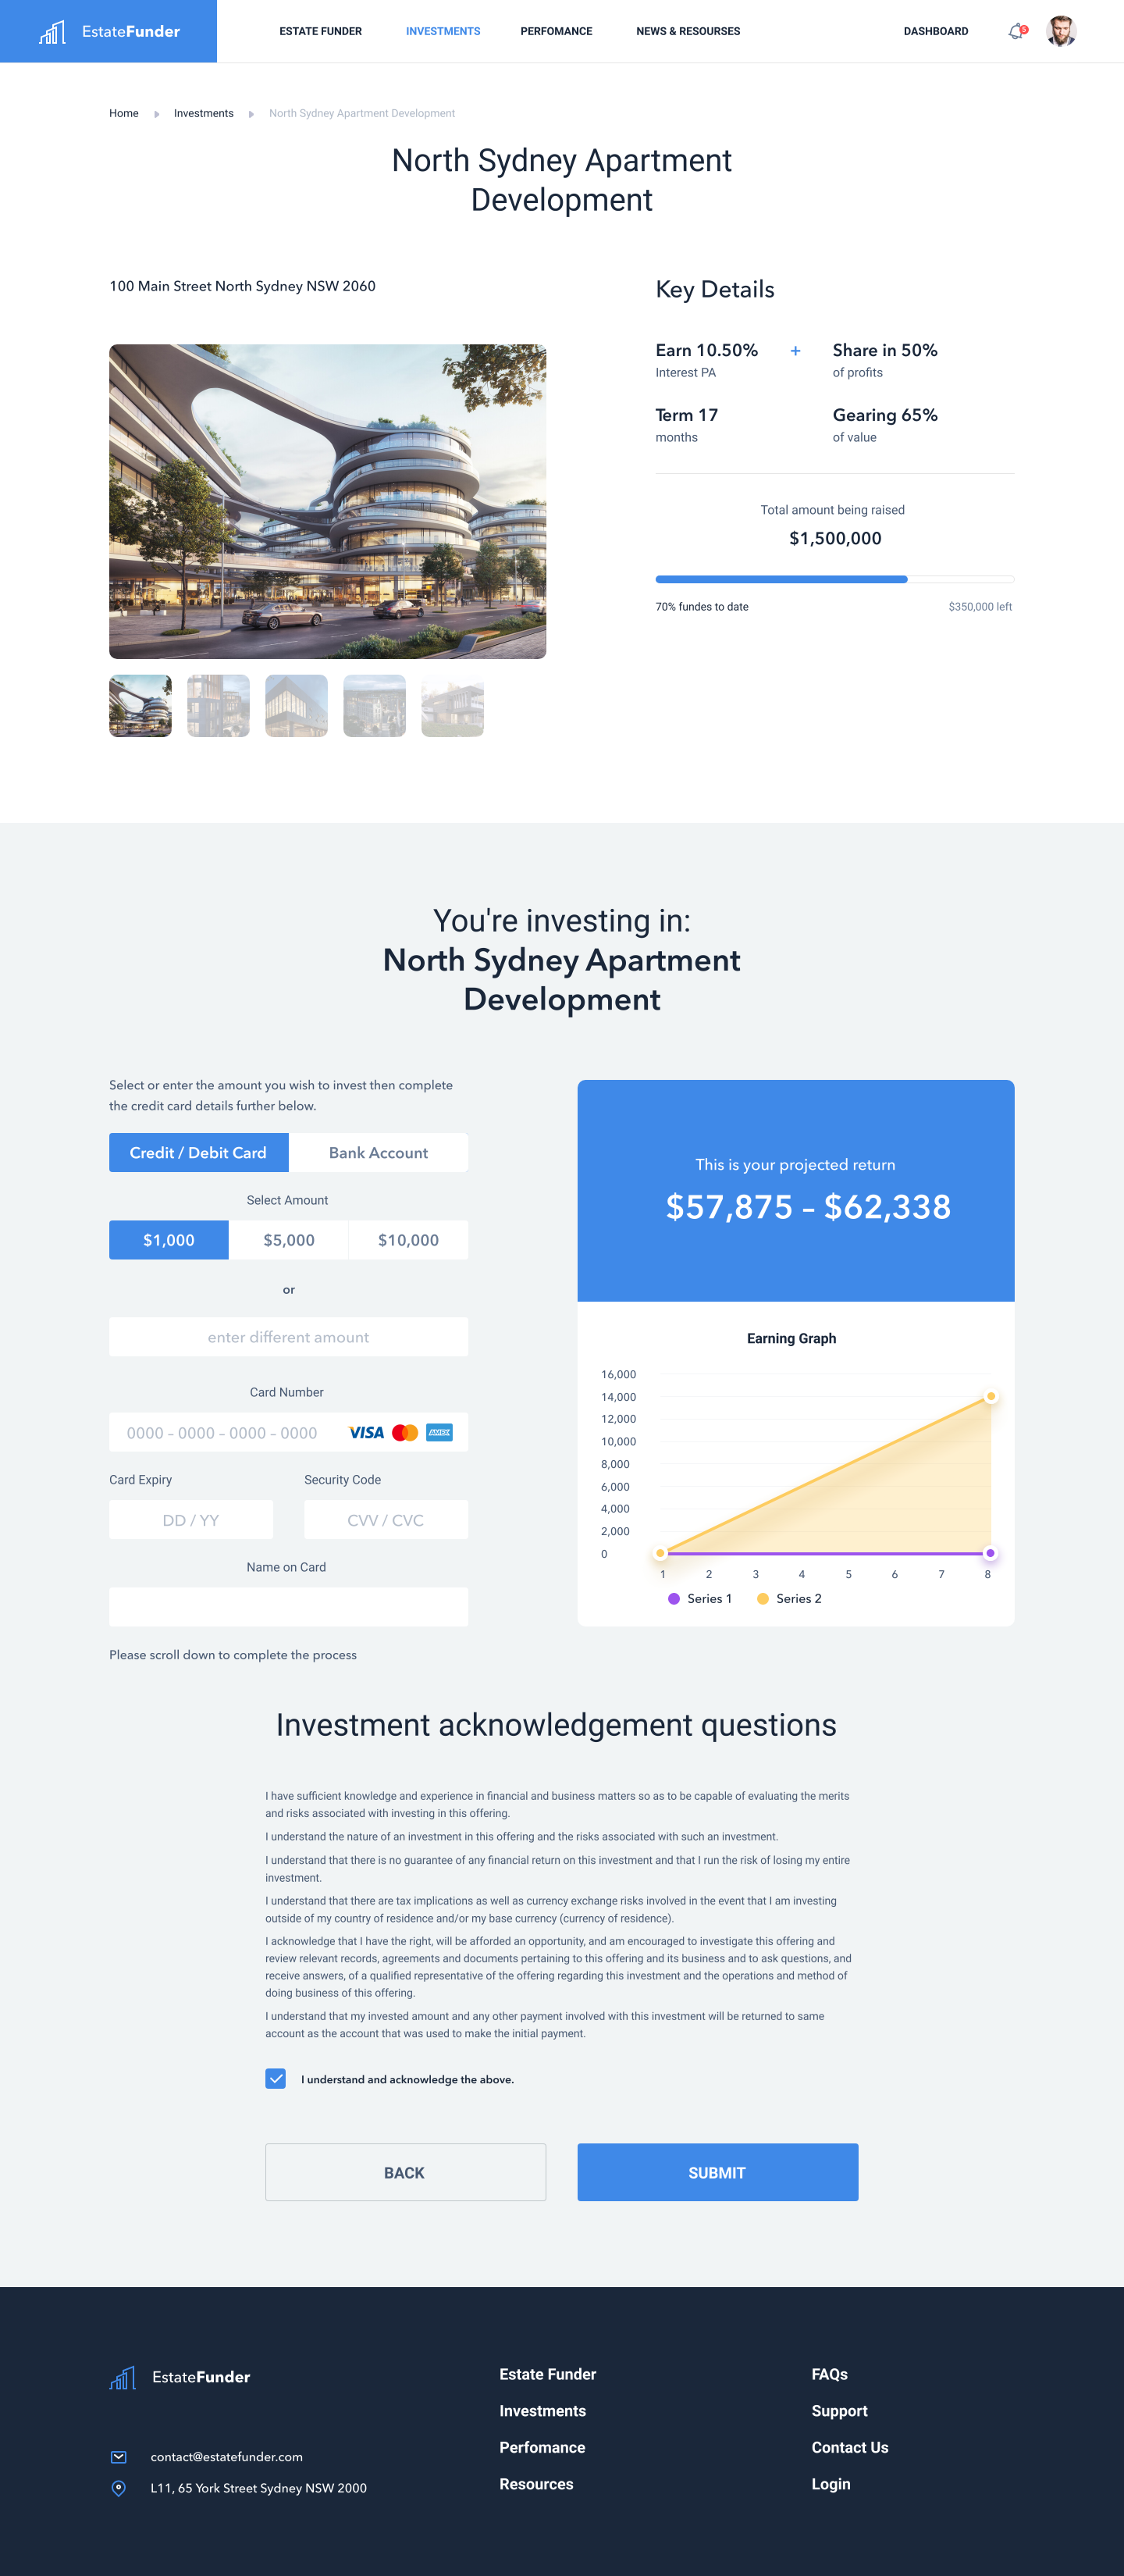 EstateFunder
ESTATE FUNDER
INVESTMENTS
PERFOMANCE
NEWS & RESOURSES
DASHBOARD
5
Home
Investments
North Sydney Apartment Development
North Sydney Apartment
Development
100 Main Street North Sydney NSW 2060
Key Details
Earn 10.50%
+
Share in 50%
Interest PA
of profits
Term 17
Gearing 65%
months
of value
Total amount being raised
$1,500,000
70% fundes to date
$350,000 left
You're investing in:
North Sydney Apartment
Development
Select or enter the amount you wish to invest then complete
the credit card details further below.
Credit / Debit Card
Bank Account
Select Amount
$1,000
$5,000
$10,000
or
enter different amount
Card Number
0000 – 0000 – 0000 – 0000
VISA
AMEX
Card Expiry
Security Code
DD / YY
CVV / CVC
Name on Card
Please scroll down to complete the process
This is your projected return
$57,875 – $62,338
Earning Graph
16,000
14,000
12,000
10,000
8,000
6,000
4,000
2,000
0
1 2 3 4 5 6 7 8
Series 1
Series 2
Investment acknowledgement questions
I have sufficient knowledge and experience in financial and business matters so as to be capable of evaluating the merits
and risks associated with investing in this offering.
I understand the nature of an investment in this offering and the risks associated with such an investment.
I understand that there is no guarantee of any financial return on this investment and that I run the risk of losing my entire
investment.
I understand that there are tax implications as well as currency exchange risks involved in the event that I am investing
outside of my country of residence and/or my base currency (currency of residence).
I acknowledge that I have the right, will be afforded an opportunity, and am encouraged to investigate this offering and
review relevant records, agreements and documents pertaining to this offering and its business and to ask questions, and
receive answers, of a qualified representative of the offering regarding this investment and the operations and method of
doing business of this offering.
I understand that my invested amount and any other payment involved with this investment will be returned to same
account as the account that was used to make the initial payment.
I understand and acknowledge the above.
BACK
SUBMIT
EstateFunder
contact@estatefunder.com
L11, 65 York Street Sydney NSW 2000
Estate Funder
Investments
Perfomance
Resources
FAQs
Support
Contact Us
Login